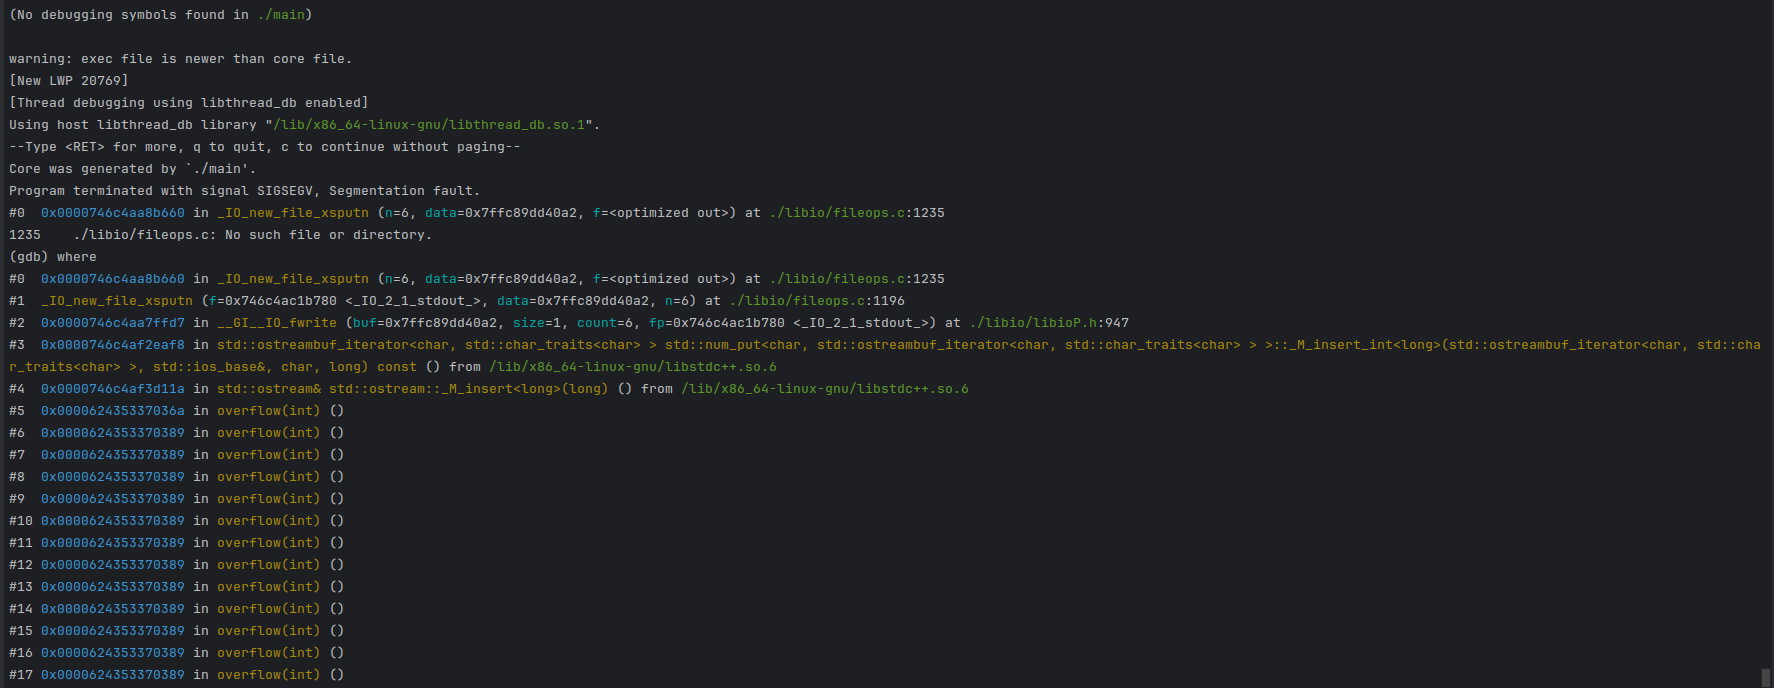 (No debugging symbols found in ./main)
warning: exec file is newer than core file.
[New LWP 20769]
[Thread debugging using libthread_db enabled]
Using host libthread_db library "/lib/x86_64-linux-gnu/libthread_db.so.1".
--Type <RET> for more, q to quit, c to continue without paging--
Core was generated by `./main'.
Program terminated with signal SIGSEGV, Segmentation fault.
#0  0x0000746c4aa8b660 in _IO_new_file_xsputn (n=6, data=0x7ffc89dd40a2, f=<optimized out>) at ./libio/fileops.c:1235
1235    ./libio/fileops.c: No such file or directory.
(gdb) where
#0  0x0000746c4aa8b660 in _IO_new_file_xsputn (n=6, data=0x7ffc89dd40a2, f=<optimized out>) at ./libio/fileops.c:1235
#1  _IO_new_file_xsputn (f=0x746c4ac1b780 <_IO_2_1_stdout_>, data=0x7ffc89dd40a2, n=6) at ./libio/fileops.c:1196
#2  0x0000746c4aa7ffd7 in __GI__IO_fwrite (buf=0x7ffc89dd40a2, size=1, count=6, fp=0x746c4ac1b780 <_IO_2_1_stdout_>) at ./libio/libioP.h:947
#3  0x0000746c4af2eaf8 in std::ostreambuf_iterator<char, std::char_traits<char> > std::num_put<char, std::ostreambuf_iterator<char, std::char_traits<char> > >::_M_insert_int<long>(std::ostreambuf_iterator<char, std::cha
r_traits<char> >, std::ios_base&, char, long) const () from /lib/x86_64-linux-gnu/libstdc++.so.6
#4  0x0000746c4af3d11a in std::ostream& std::ostream::_M_insert<long>(long) () from /lib/x86_64-linux-gnu/libstdc++.so.6
#5  0x000062435337036a in overflow(int) ()
#6  0x0000624353370389 in overflow(int) ()
#7  0x0000624353370389 in overflow(int) ()
#8  0x0000624353370389 in overflow(int) ()
#9  0x0000624353370389 in overflow(int) ()
#10 0x0000624353370389 in overflow(int) ()
#11 0x0000624353370389 in overflow(int) ()
#12 0x0000624353370389 in overflow(int) ()
#13 0x0000624353370389 in overflow(int) ()
#14 0x0000624353370389 in overflow(int) ()
#15 0x0000624353370389 in overflow(int) ()
#16 0x0000624353370389 in overflow(int) ()
#17 0x0000624353370389 in overflow(int) ()